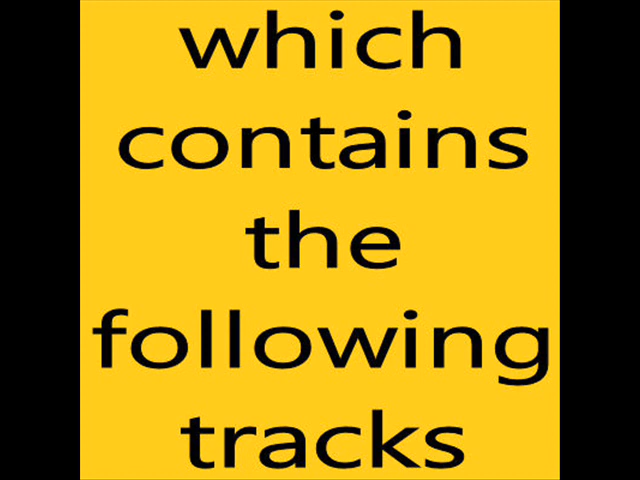 which
contains
the
following
tracks